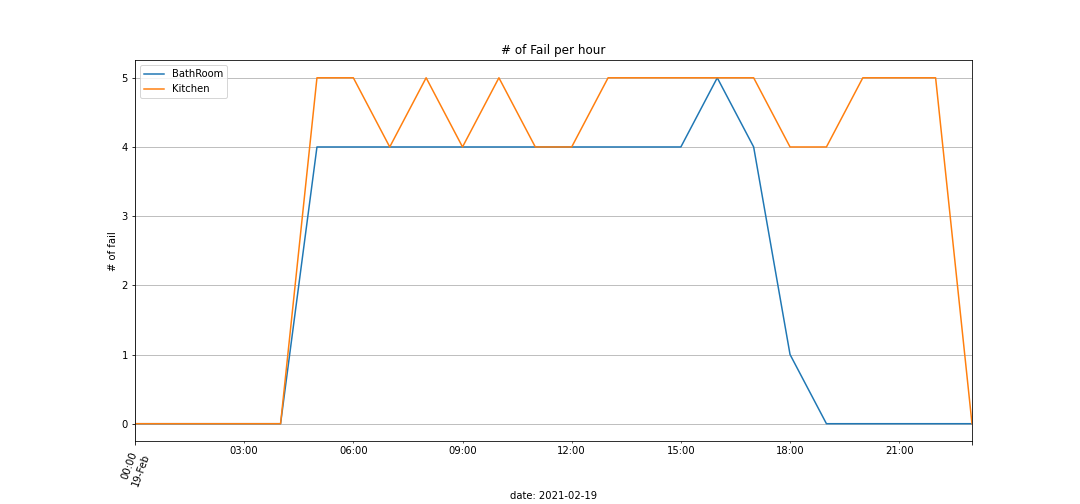 # of Fail per hour
BathRoom
Kitchen
5
4
3
2
1
0
# of fail
00:00
19-Feb
03:00
06:00
09:00
12:00
15:00
18:00
21:00
date: 2021-02-19